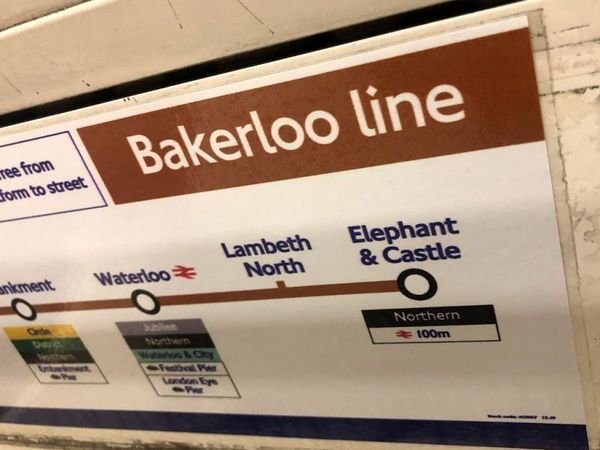 Bakerloo line
ree from
form to street
ankment
Waterloo
Lambeth
North
Elephant
& Castle
Circle
District
Northern
Embankment
Pier
Jubilee
Northern
Waterloo & City
Festival Pier
London Eye
Pier
Northern
100m